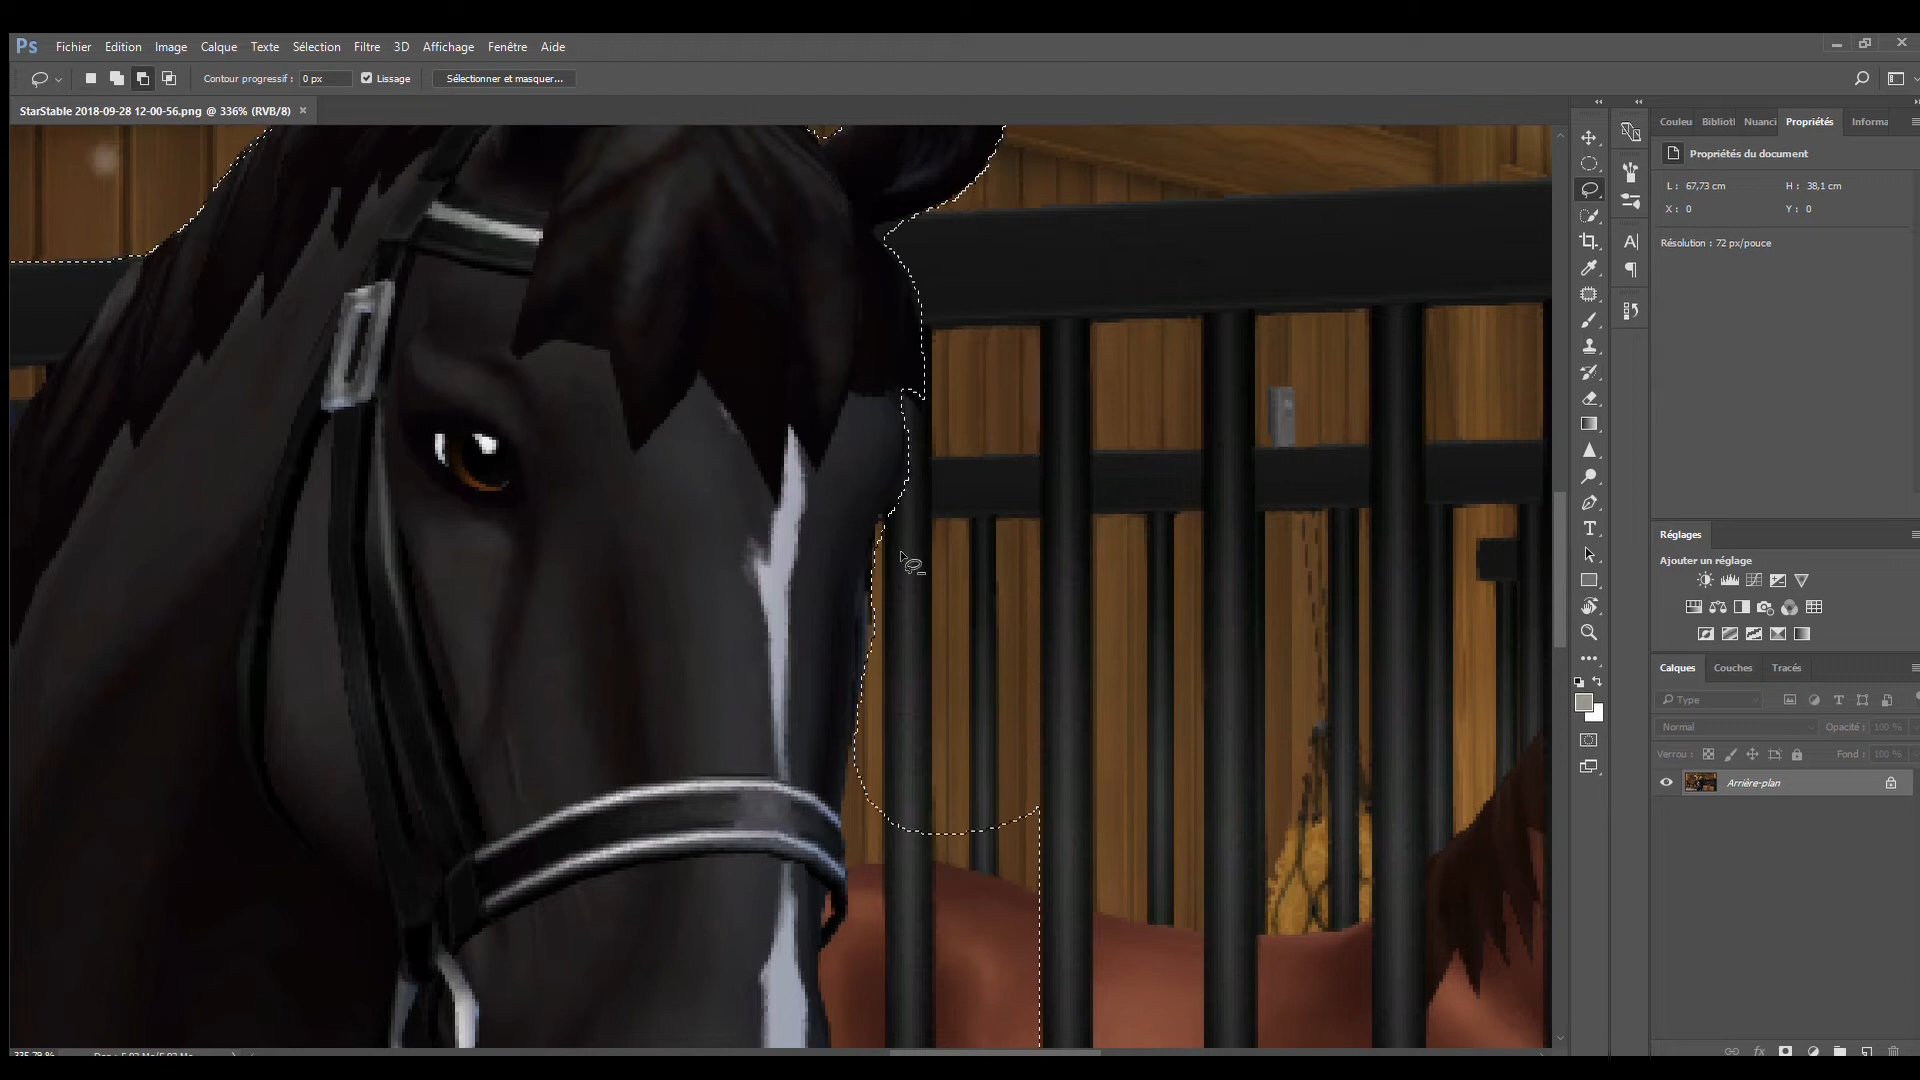 Ps Fichier Edition Image Calque Texte Sélection Filtre 3D Affichage Fenêtre Aide
Contour progressif : 0 px Lissage Sélectionner et masquer...
StarStable 2018-09-28 12-00-56.png @ 336% (RVB/8) ×
Couleu Bibliotl Nuanci Propriétés Informa
Propriétés du document
L : 67,73 cm H : 38,1 cm
X : 0 Y : 0
Résolution : 72 px/pouce
Réglages
Ajouter un réglage
Calques Couches Tracés
Type
Normal Opacité : 100 %
Verrou : Fond : 100 %
Arrière-plan
fx